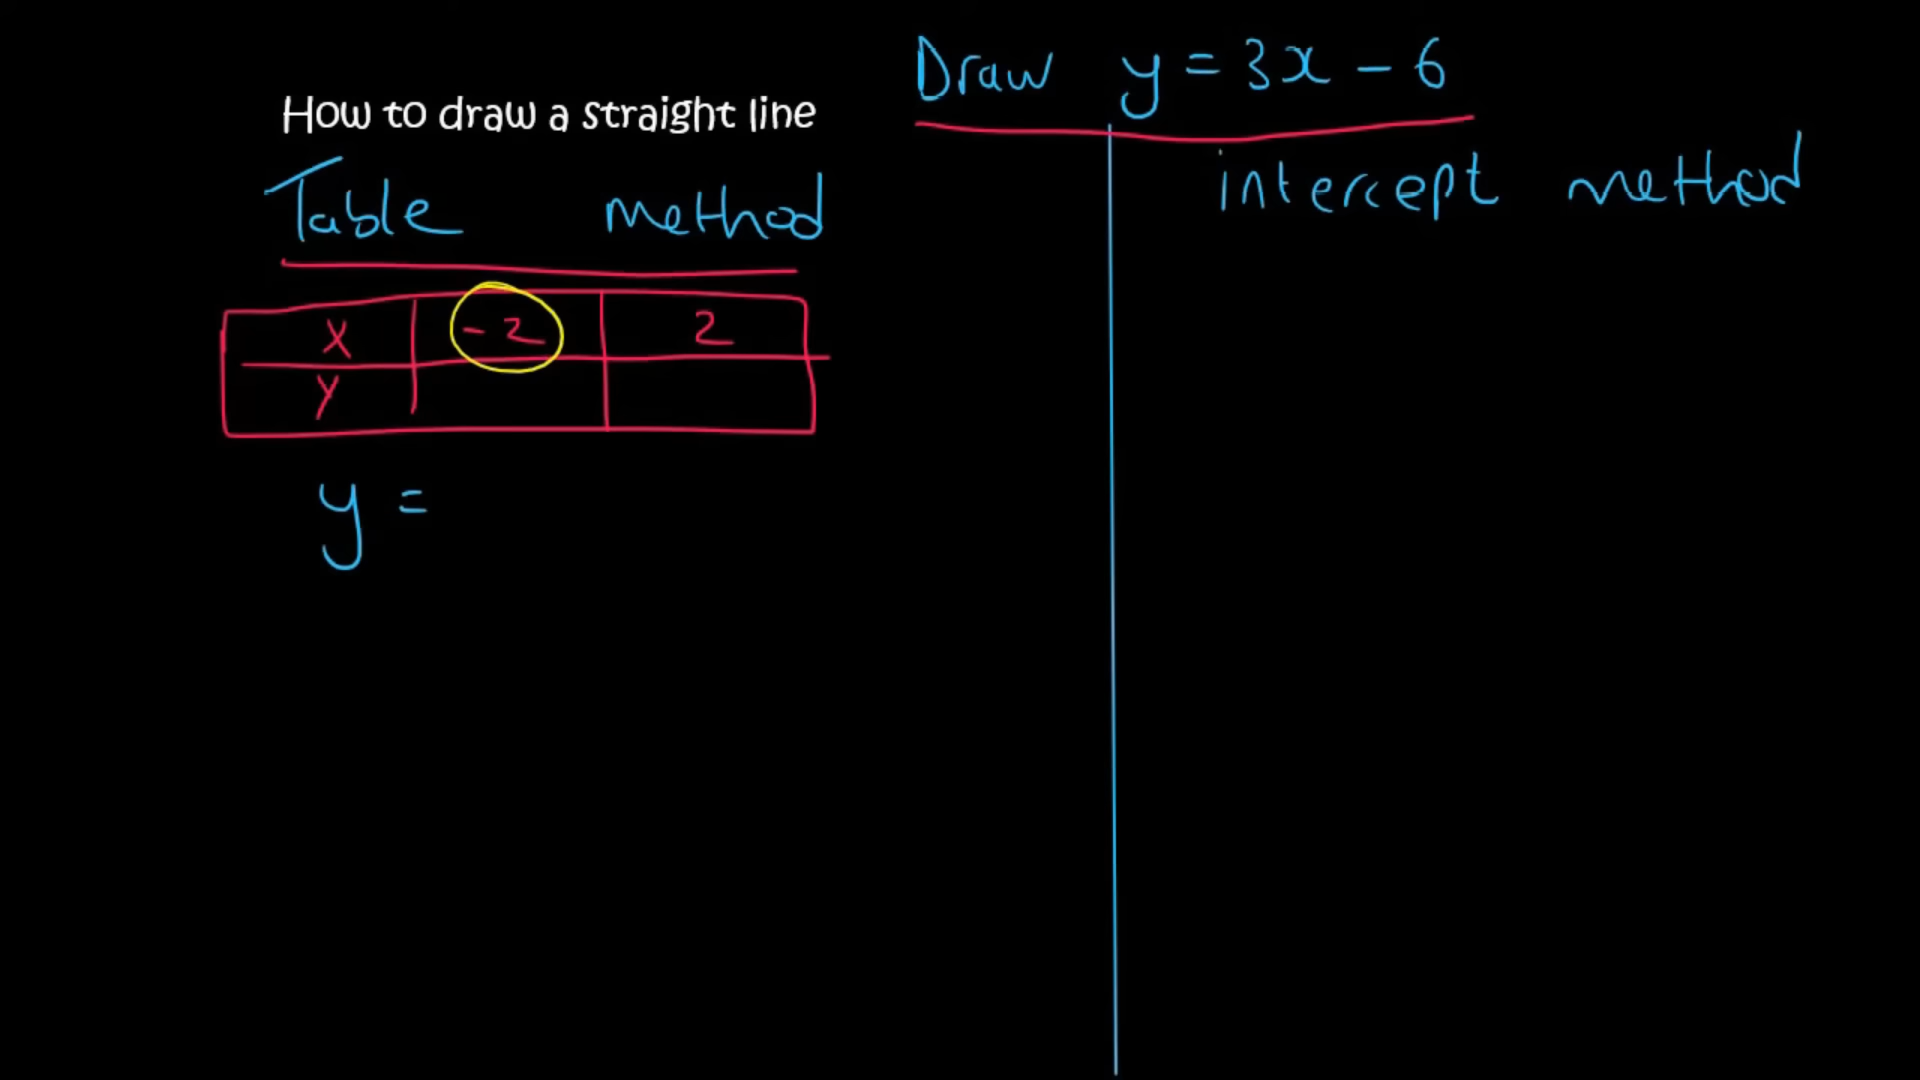 Draw y = 3x - 6
How to draw a straight line
Table method
intercept method
x -2 2
y
y =